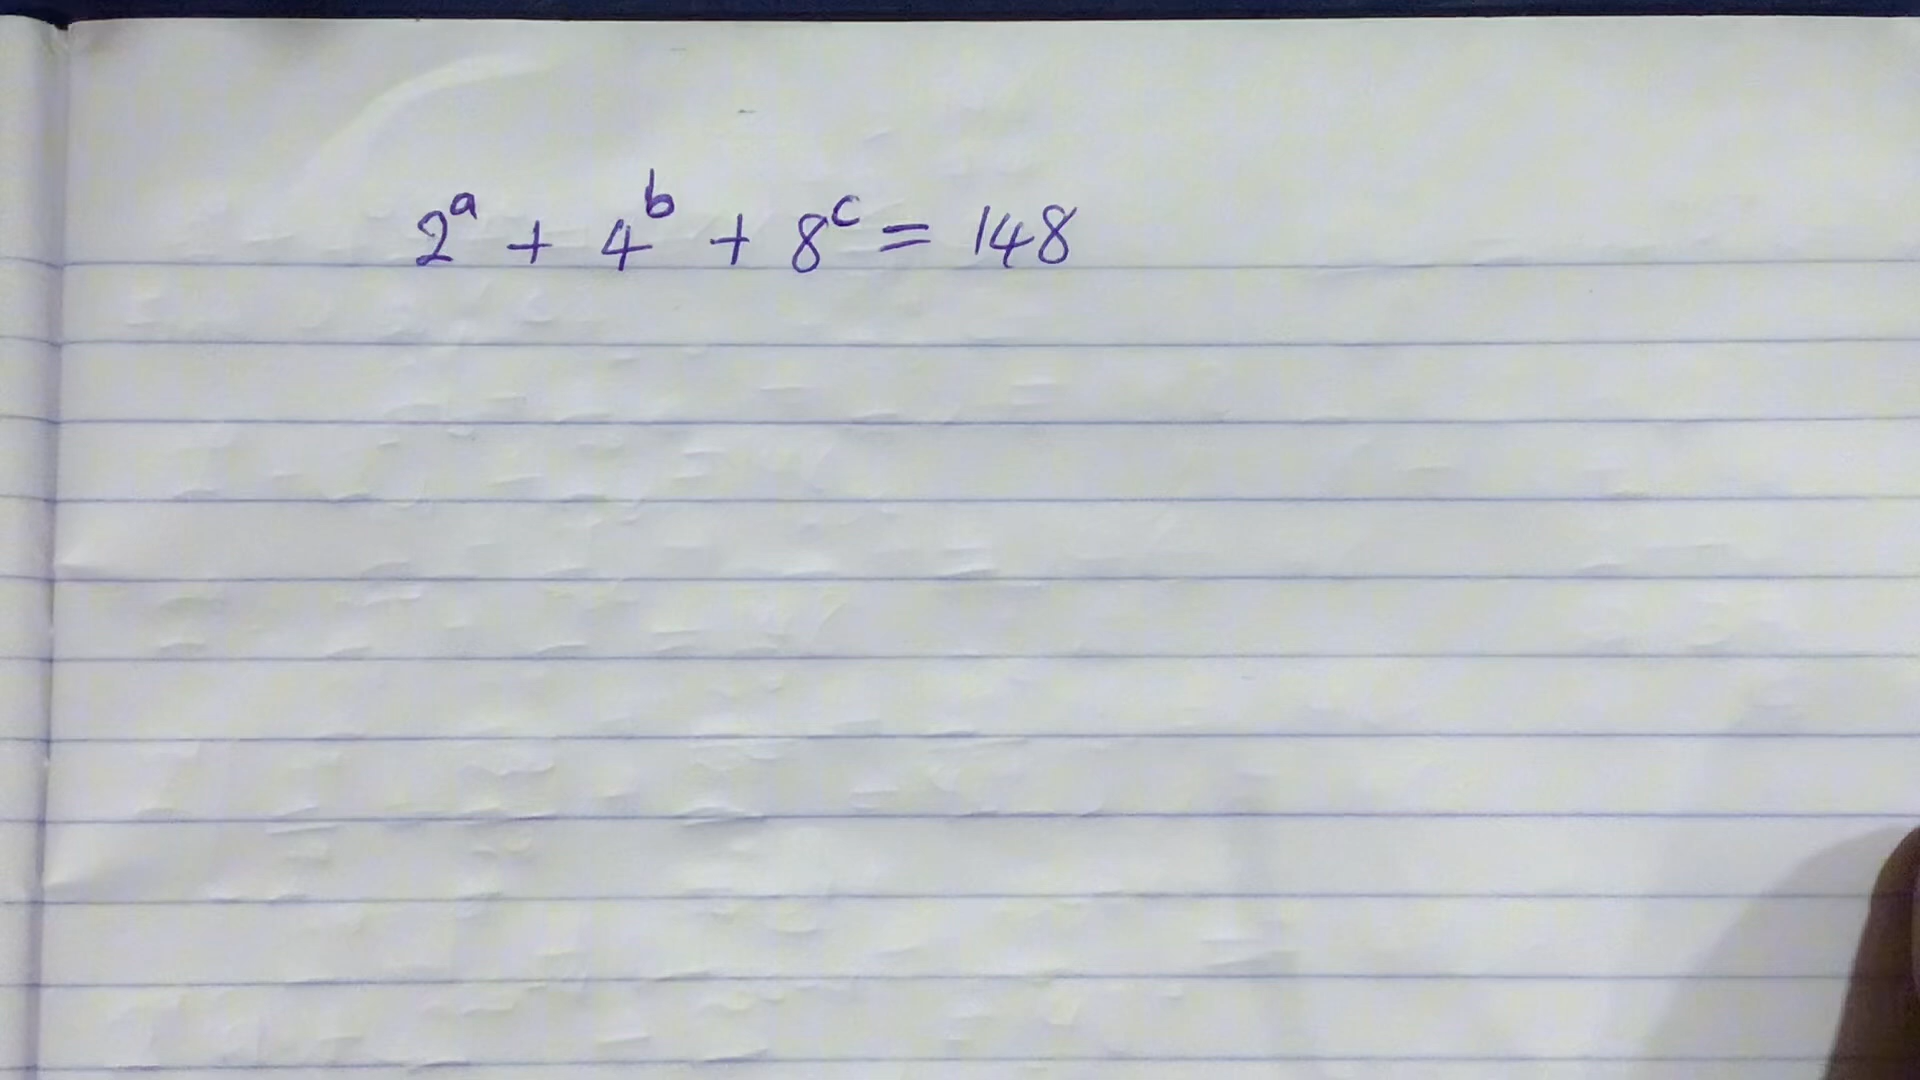 2^a + 4^b + 8^c = 148